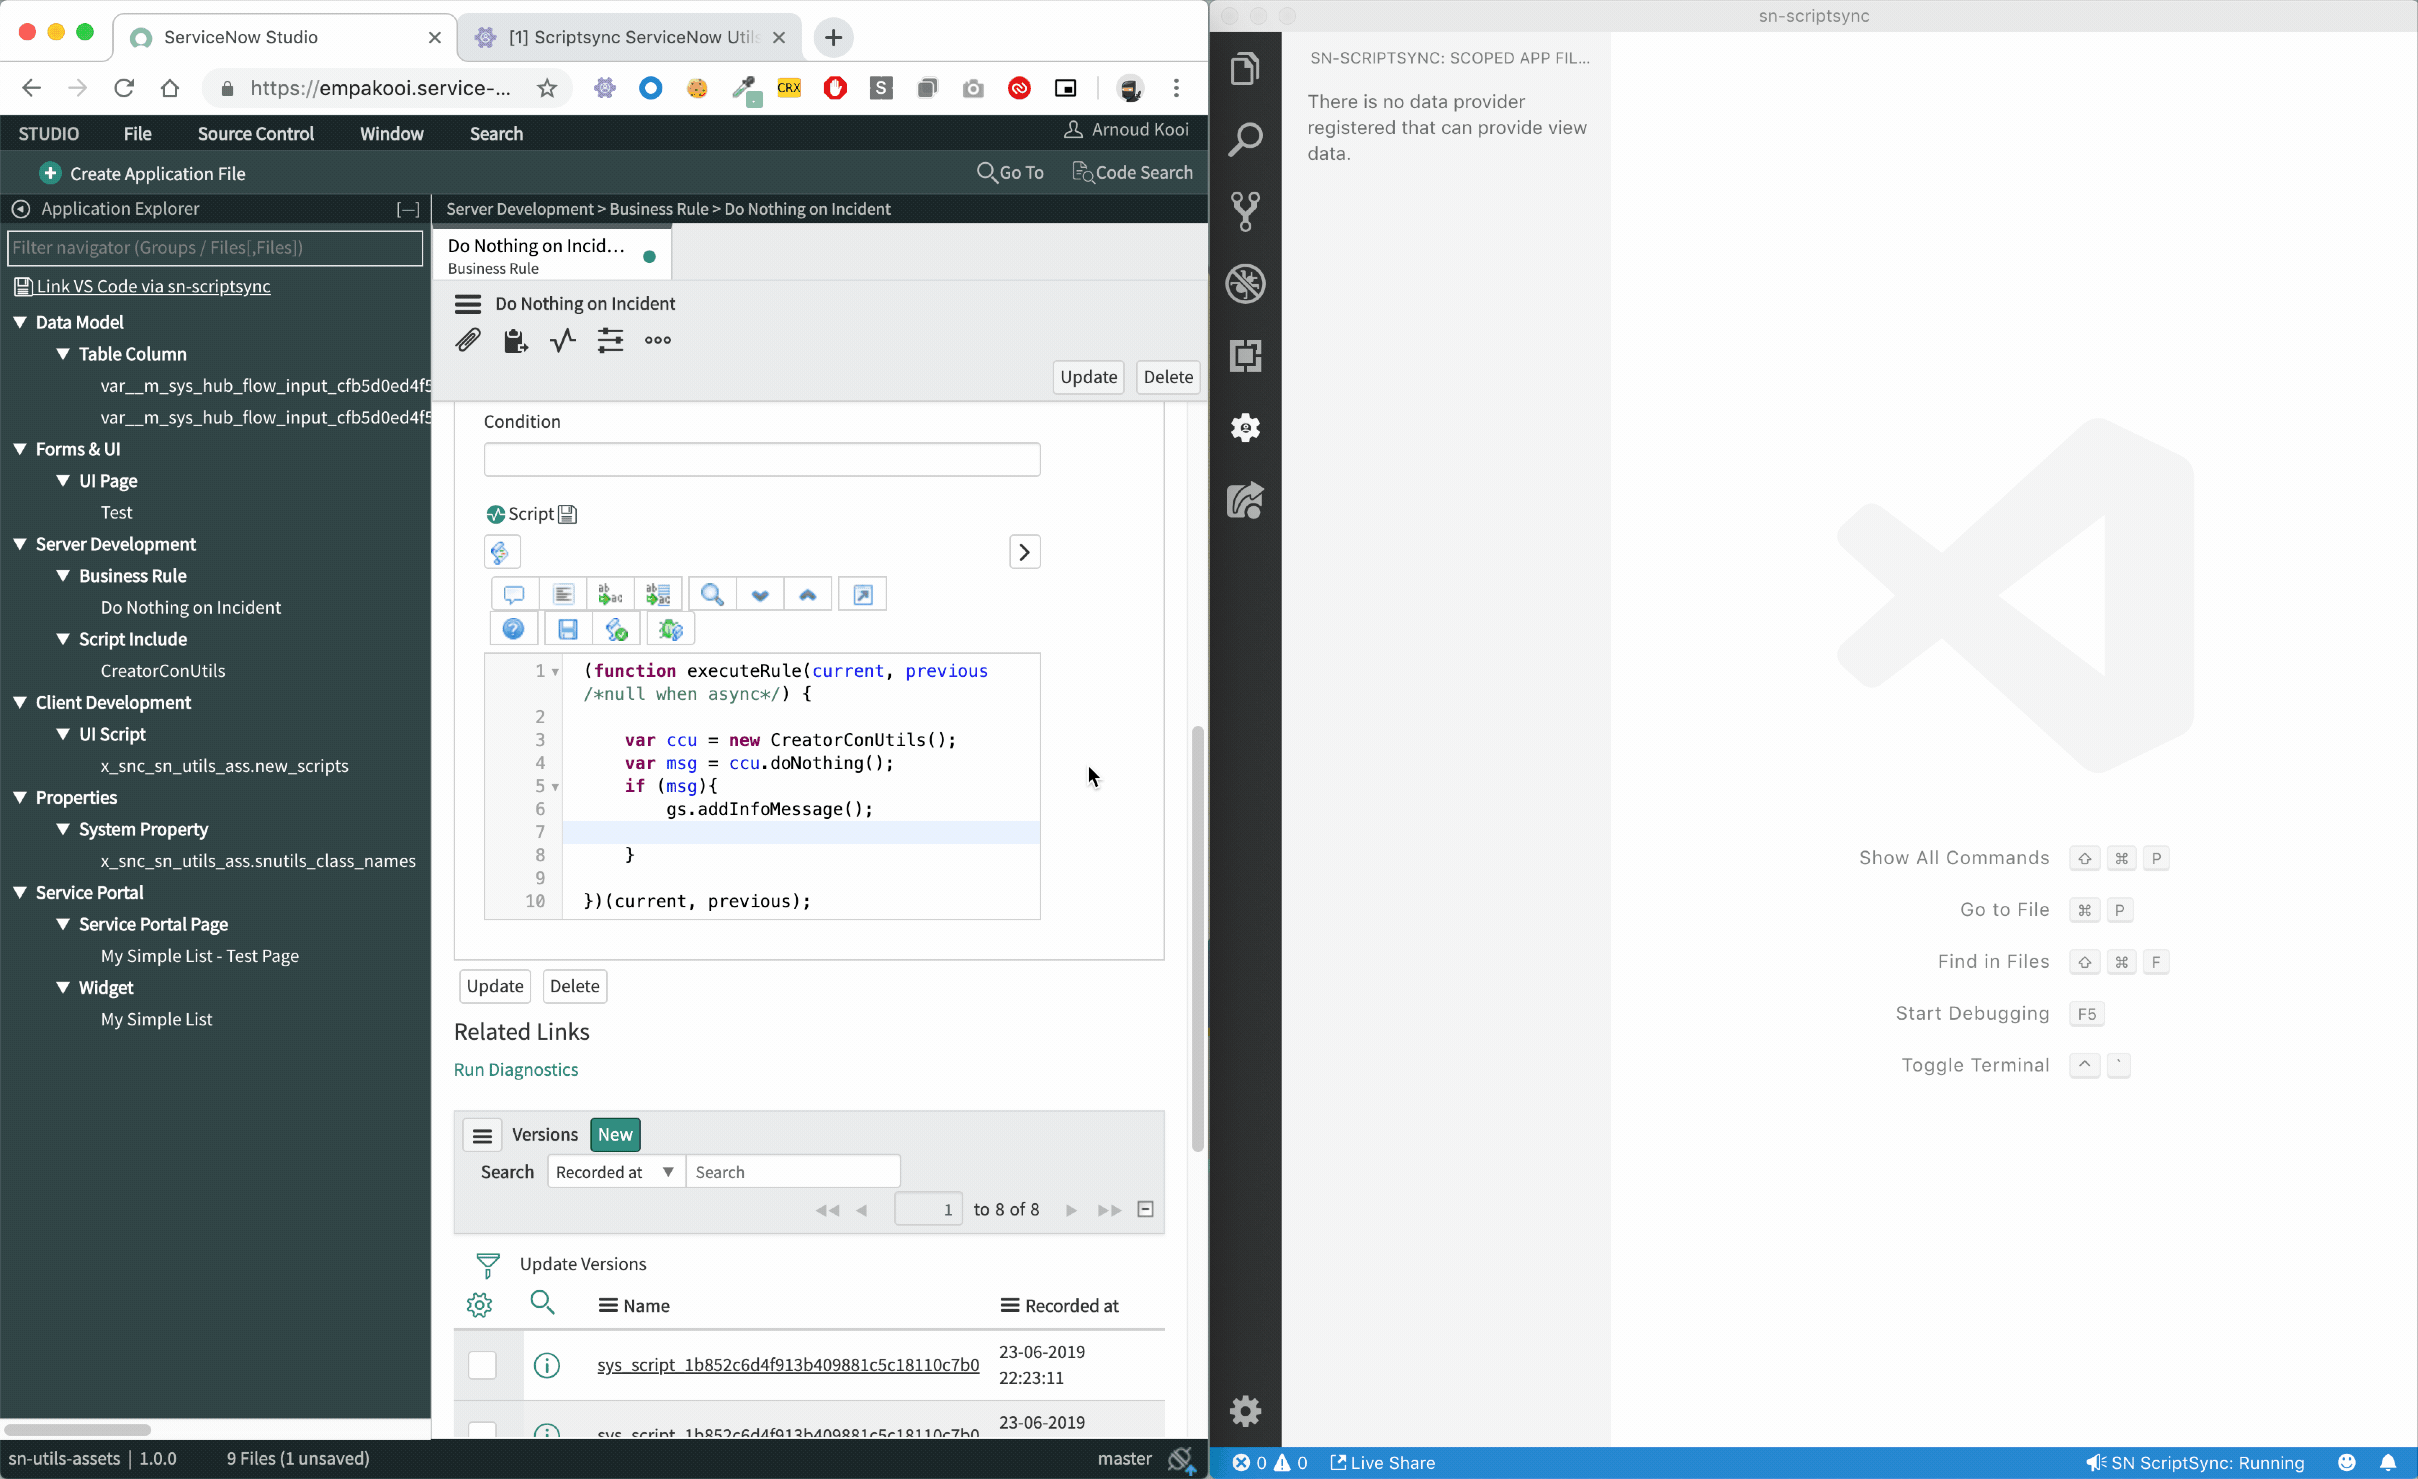 ServiceNow Studio
[1] Scriptsync ServiceNow Utils
https://empakooi.service-...
CRX
S
STUDIO File Source Control Window Search
Arnoud Kooi
Create Application File
Go To
Code Search
Application Explorer
[—]
Filter navigator (Groups / Files[,Files])
Link VS Code via sn-scriptsync
Data Model
Table Column
var__m_sys_hub_flow_input_cfb5d0ed4f5
var__m_sys_hub_flow_input_cfb5d0ed4f5
Forms & UI
UI Page
Test
Server Development
Business Rule
Do Nothing on Incident
Script Include
CreatorConUtils
Client Development
UI Script
x_snc_sn_utils_ass.new_scripts
Properties
System Property
x_snc_sn_utils_ass.snutils_class_names
Service Portal
Service Portal Page
My Simple List - Test Page
Widget
My Simple List
sn-utils-assets | 1.0.0
9 Files (1 unsaved)
master
Server Development > Business Rule > Do Nothing on Incident
Do Nothing on Incid...
Business Rule
Do Nothing on Incident
Update Delete
Condition
Script
1 (function executeRule(current, previous
/*null when async*/) {
2
3 var ccu = new CreatorConUtils();
4 var msg = ccu.doNothing();
5 if (msg){
6 gs.addInfoMessage();
7
8 }
9
10 })(current, previous);
Update Delete
Related Links
Run Diagnostics
Versions New
Search Recorded at Search
1 to 8 of 8
Update Versions
Name Recorded at
sys_script_1b852c6d4f913b409881c5c18110c7b0
23-06-2019
22:23:11
sys_script_1b852c6d4f913b409881c5c18110c7b0
23-06-2019
sn-scriptsync
SN-SCRIPTSYNC: SCOPED APP FIL...
There is no data provider
registered that can provide view
data.
Show All Commands ⇧ ⌘ P
Go to File ⌘ P
Find in Files ⇧ ⌘ F
Start Debugging F5
Toggle Terminal ^ `
0 0 Live Share
SN ScriptSync: Running